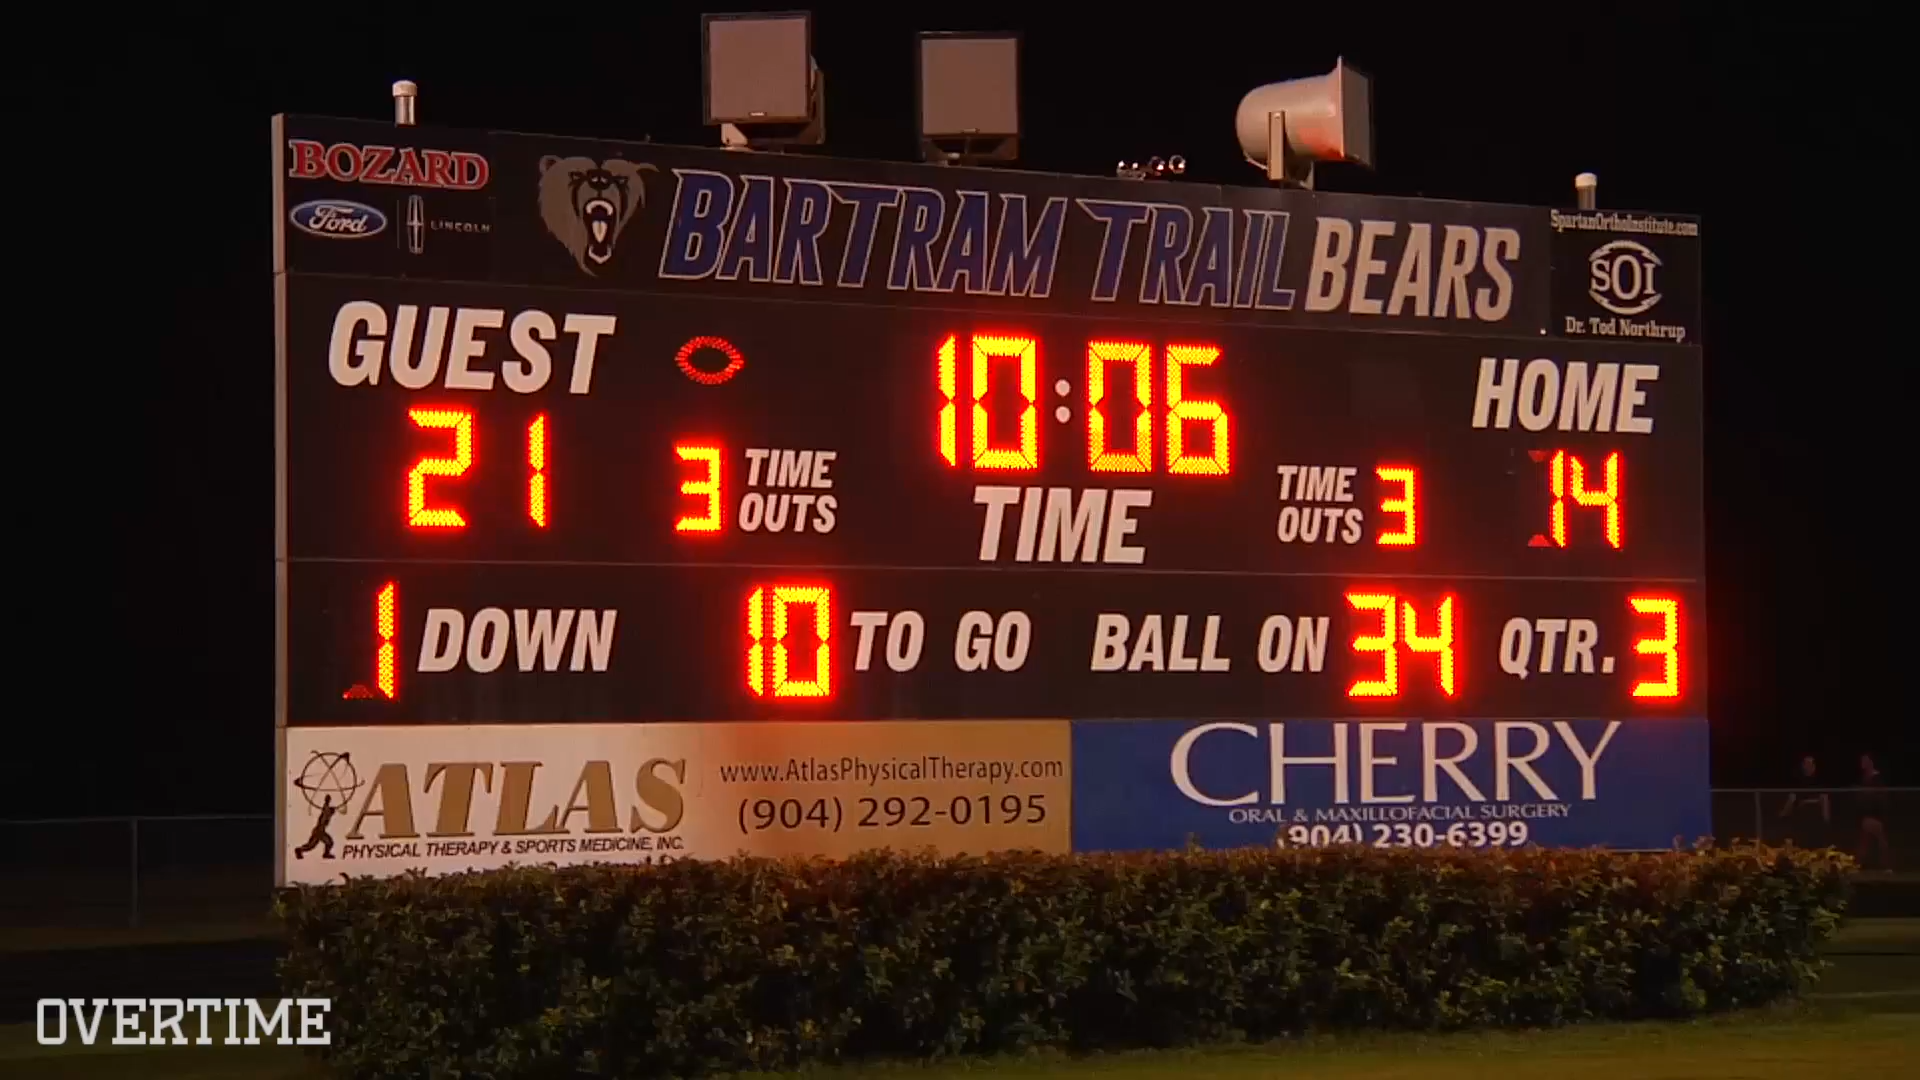 BOZARD
Ford LINCOLN
BARTRAM TRAIL BEARS
SpartanOrthoInstitute.com
SOI
Dr. Tod Northrup
GUEST
21
3 TIME OUTS
10:06
TIME
TIME OUTS 3
HOME
14
1 DOWN 10 TO GO BALL ON 34 QTR. 3
ATLAS
PHYSICAL THERAPY & SPORTS MEDICINE, INC.
www.AtlasPhysicalTherapy.com
(904) 292-0195
CHERRY
ORAL & MAXILLOFACIAL SURGERY
(904) 230-6399
OVERTIME